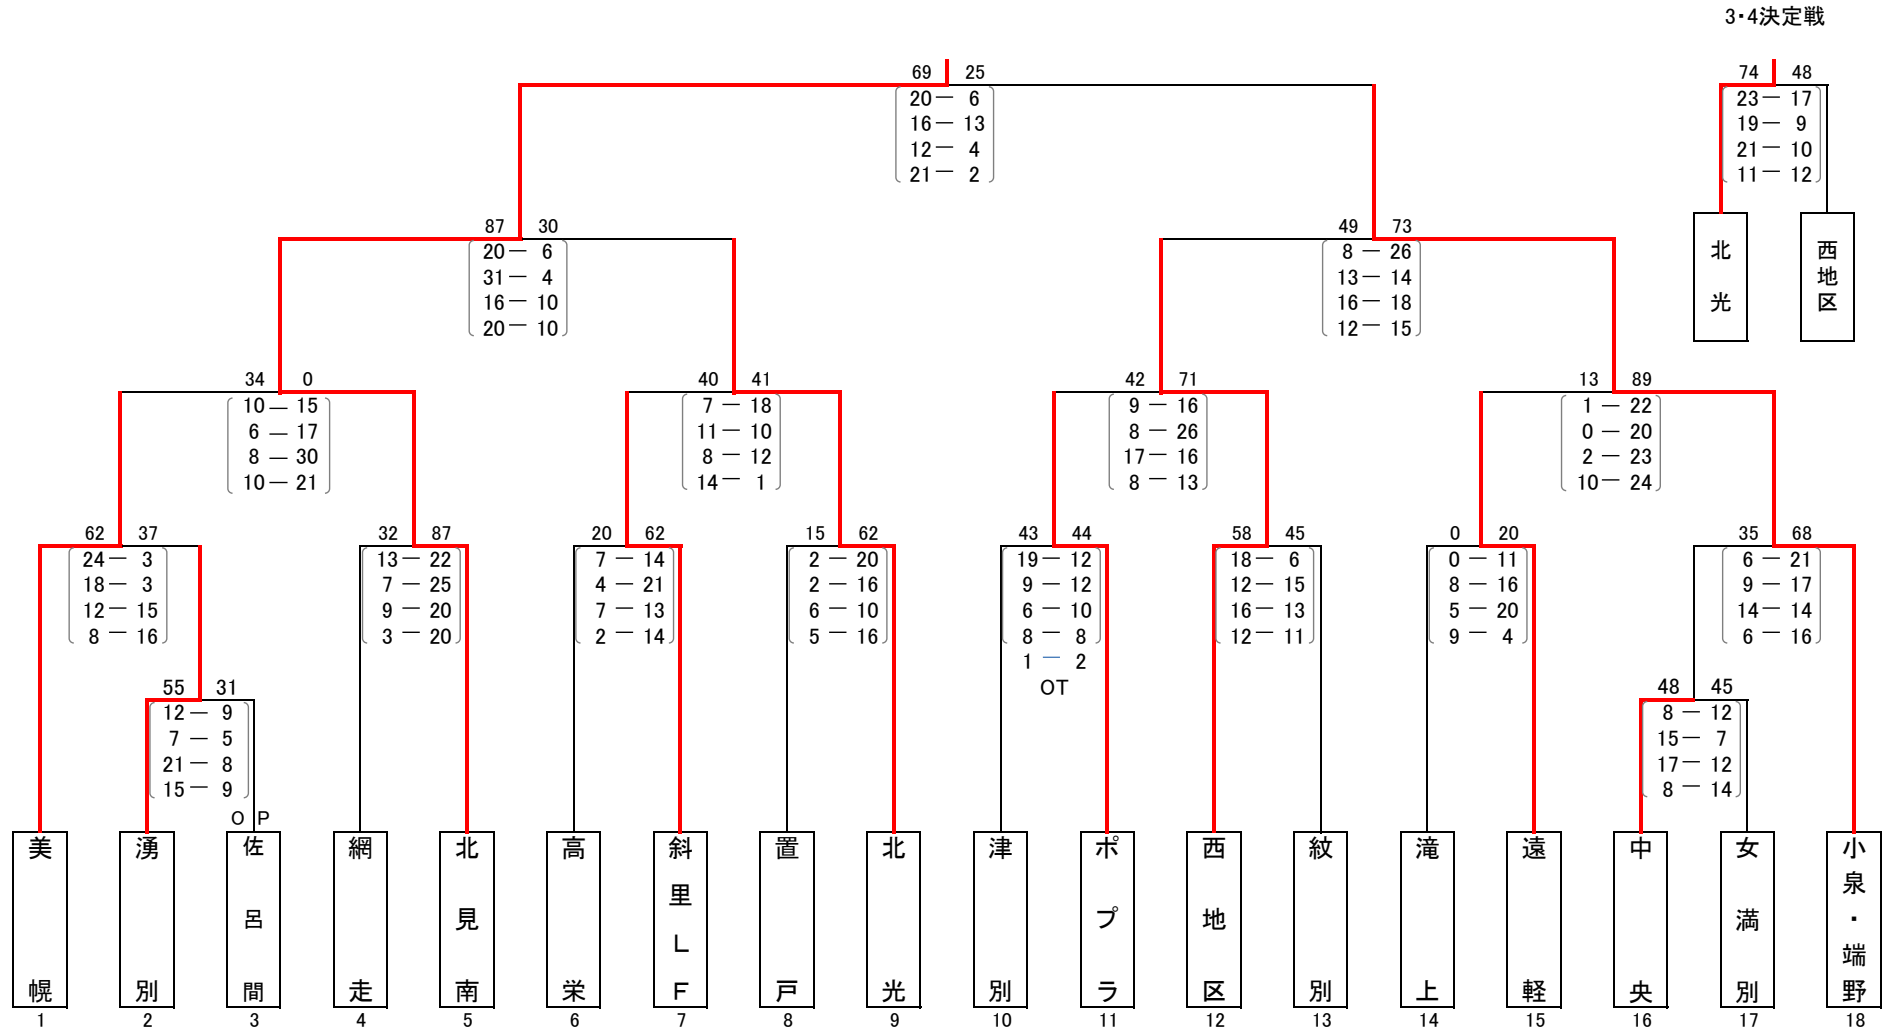 3・4決定戦
69 25
20 — 6
16 — 13
12 — 4
21 — 2
74 48
23 — 17
19 — 9
21 — 10
11 — 12
北光
西地区
87 30
20 — 6
31 — 4
16 — 10
20 — 10
49 73
8 — 26
13 — 14
16 — 18
12 — 15
34 0
10 — 15
6 — 17
8 — 30
10 — 21
40 41
7 — 18
11 — 10
8 — 12
14 — 1
42 71
9 — 16
8 — 26
17 — 16
8 — 13
13 89
1 — 22
0 — 20
2 — 23
10 — 24
62 37
24 — 3
18 — 3
12 — 15
8 — 16
32 87
13 — 22
7 — 25
9 — 20
3 — 20
20 62
7 — 14
4 — 21
7 — 13
2 — 14
15 62
2 — 20
2 — 16
6 — 10
5 — 16
43 44
19 — 12
9 — 12
6 — 10
8 — 8
1 — 2
OT
58 45
18 — 6
12 — 15
16 — 13
12 — 11
0 20
0 — 11
8 — 16
5 — 20
9 — 4
35 68
6 — 21
9 — 17
14 — 14
6 — 16
55 31
12 — 9
7 — 5
21 — 8
15 — 9
48 45
8 — 12
15 — 7
17 — 12
8 — 14
O P
美幌
湧別
佐呂間
網走
北見南
高栄
斜里LF
置戸
北光
津別
ポプラ
西地区
紋別
滝上
遠軽
中央
女満別
小泉・端野
1 2 3 4 5 6 7 8 9 10 11 12 13 14 15 16 17 18